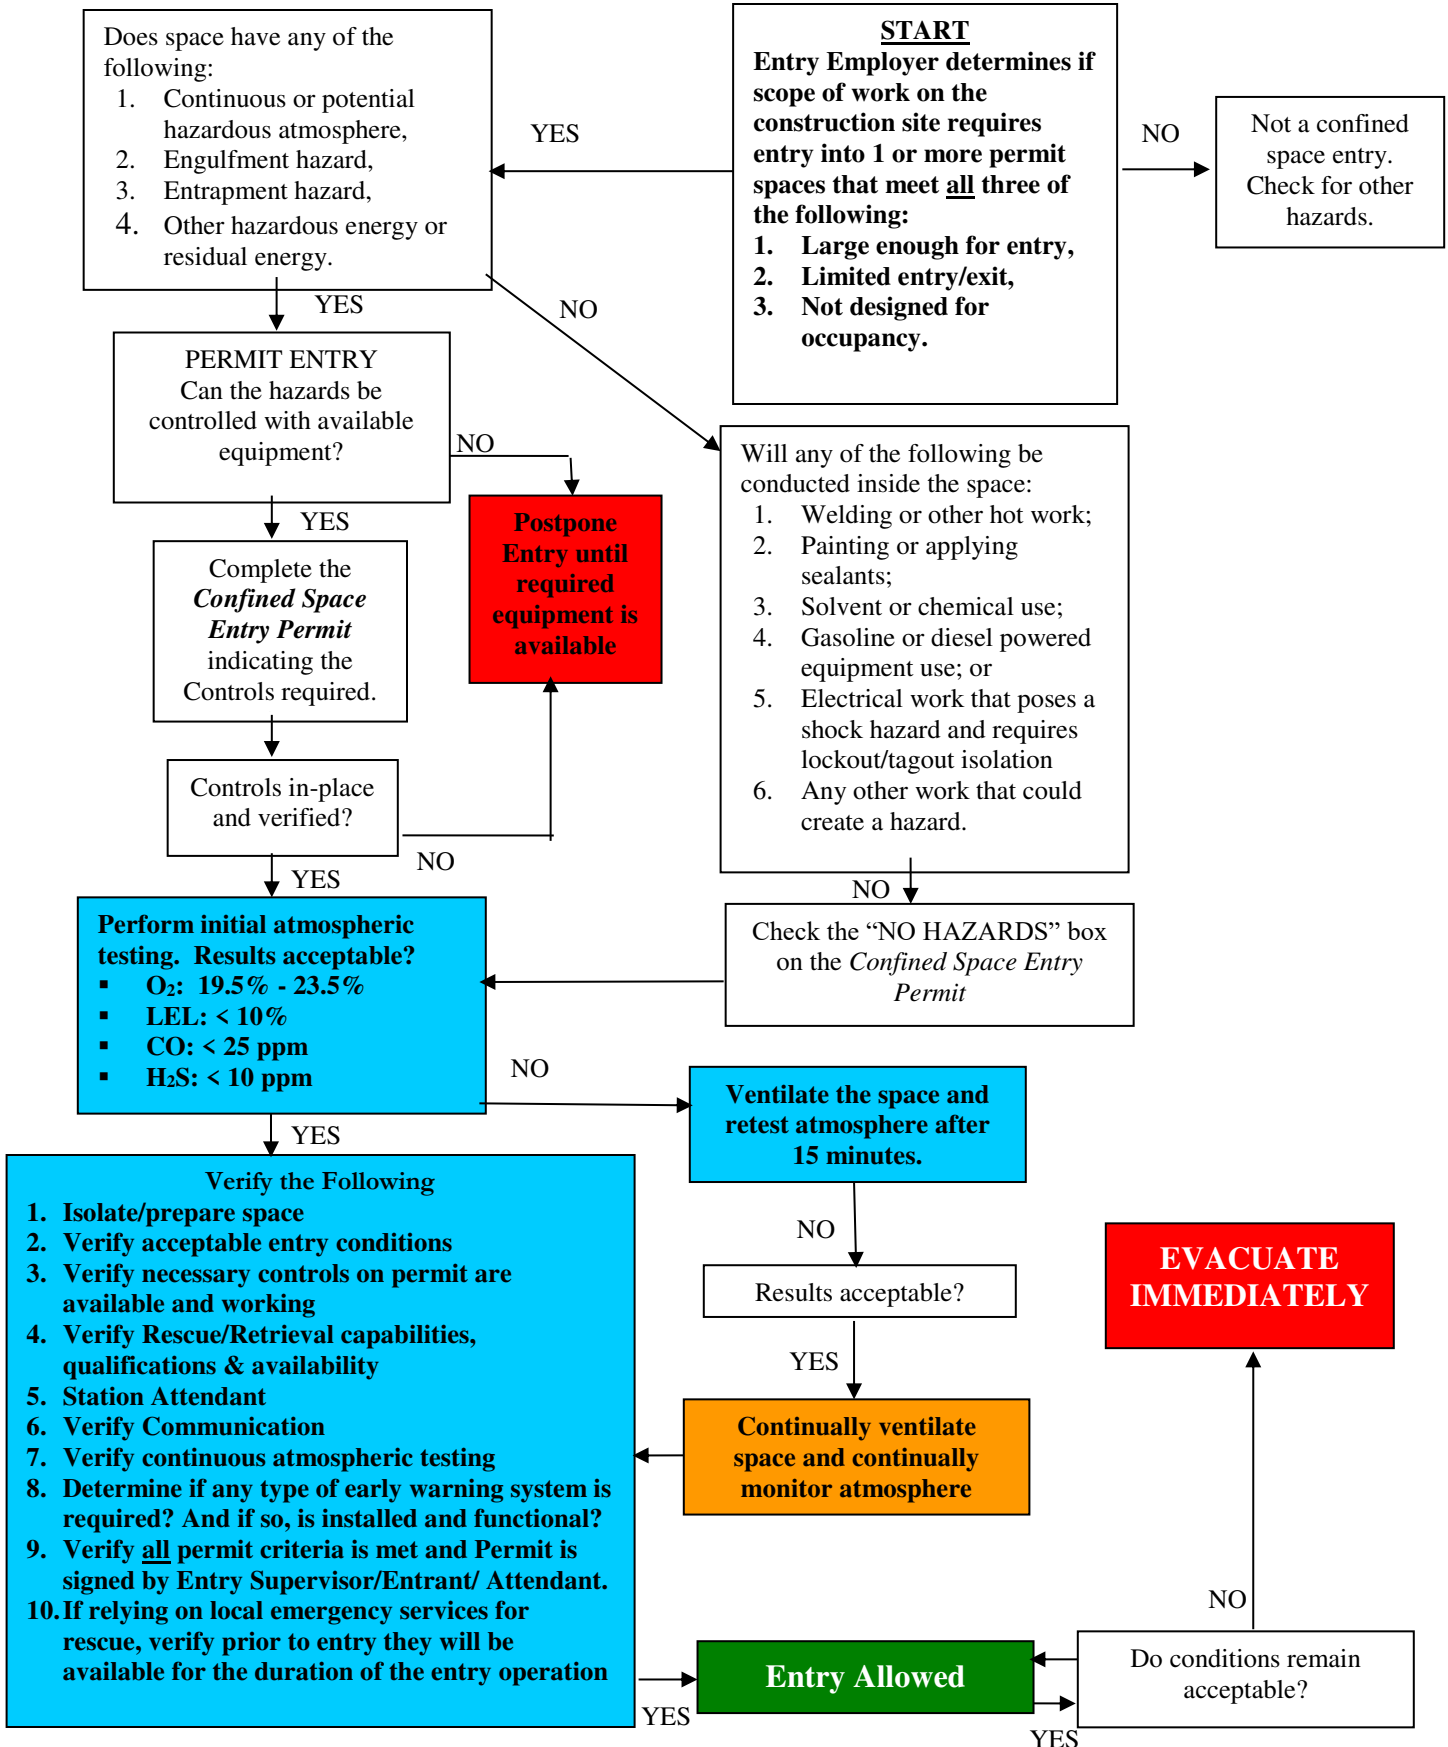 START
Entry Employer determines if
scope of work on the
construction site requires
entry into 1 or more permit
spaces that meet all three of
the following:
1. Large enough for entry,
2. Limited entry/exit,
3. Not designed for
occupancy.
NO
Not a confined
space entry.
Check for other
hazards.
YES
Does space have any of the
following:
1. Continuous or potential
hazardous atmosphere,
2. Engulfment hazard,
3. Entrapment hazard,
4. Other hazardous energy or
residual energy.
YES
NO
PERMIT ENTRY
Can the hazards be
controlled with available
equipment?
NO
YES
Postpone
Entry until
required
equipment is
available
Complete the
Confined Space
Entry Permit
indicating the
Controls required.
Controls in-place
and verified?
NO
YES
Will any of the following be
conducted inside the space:
1. Welding or other hot work;
2. Painting or applying
sealants;
3. Solvent or chemical use;
4. Gasoline or diesel powered
equipment use; or
5. Electrical work that poses a
shock hazard and requires
lockout/tagout isolation
6. Any other work that could
create a hazard.
NO
Check the “NO HAZARDS” box
on the Confined Space Entry
Permit
Perform initial atmospheric
testing. Results acceptable?
▪ O₂: 19.5% - 23.5%
▪ LEL: < 10%
▪ CO: < 25 ppm
▪ H₂S: < 10 ppm
NO
YES
Ventilate the space and
retest atmosphere after
15 minutes.
NO
Results acceptable?
YES
Continually ventilate
space and continually
monitor atmosphere
Verify the Following
1. Isolate/prepare space
2. Verify acceptable entry conditions
3. Verify necessary controls on permit are
available and working
4. Verify Rescue/Retrieval capabilities,
qualifications & availability
5. Station Attendant
6. Verify Communication
7. Verify continuous atmospheric testing
8. Determine if any type of early warning system is
required? And if so, is installed and functional?
9. Verify all permit criteria is met and Permit is
signed by Entry Supervisor/Entrant/ Attendant.
10. If relying on local emergency services for
rescue, verify prior to entry they will be
available for the duration of the entry operation
YES
Entry Allowed
YES
Do conditions remain
acceptable?
NO
EVACUATE
IMMEDIATELY